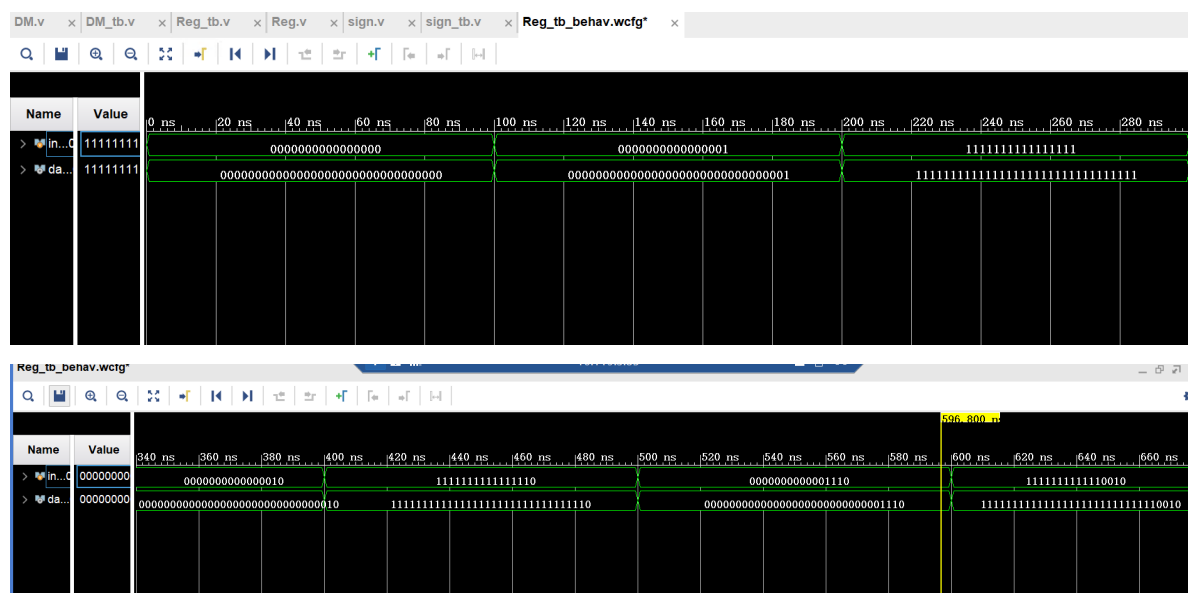 DM.v × DM_tb.v × Reg_tb.v × Reg.v × sign.v × sign_tb.v × Reg_tb_behav.wcfg* ×
Name Value 0 ns 20 ns 40 ns 60 ns 80 ns 100 ns 120 ns 140 ns 160 ns 180 ns 200 ns 220 ns 240 ns 260 ns 280 ns
in... 11111111 0000000000000000 0000000000000001 1111111111111111
da... 11111111 00000000000000000000000000000000 00000000000000000000000000000001 11111111111111111111111111111111
Reg_tb_behav.wcfg*
596.800
Name Value 340 ns 360 ns 380 ns 400 ns 420 ns 440 ns 460 ns 480 ns 500 ns 520 ns 540 ns 560 ns 580 ns 600 ns 620 ns 640 ns 660 ns
in... 00000000 0000000000000010 1111111111111110 0000000000001110 1111111111110010
da... 00000000 00000000000000000000000000000010 11111111111111111111111111111110 00000000000000000000000000001110 11111111111111111111111111110010